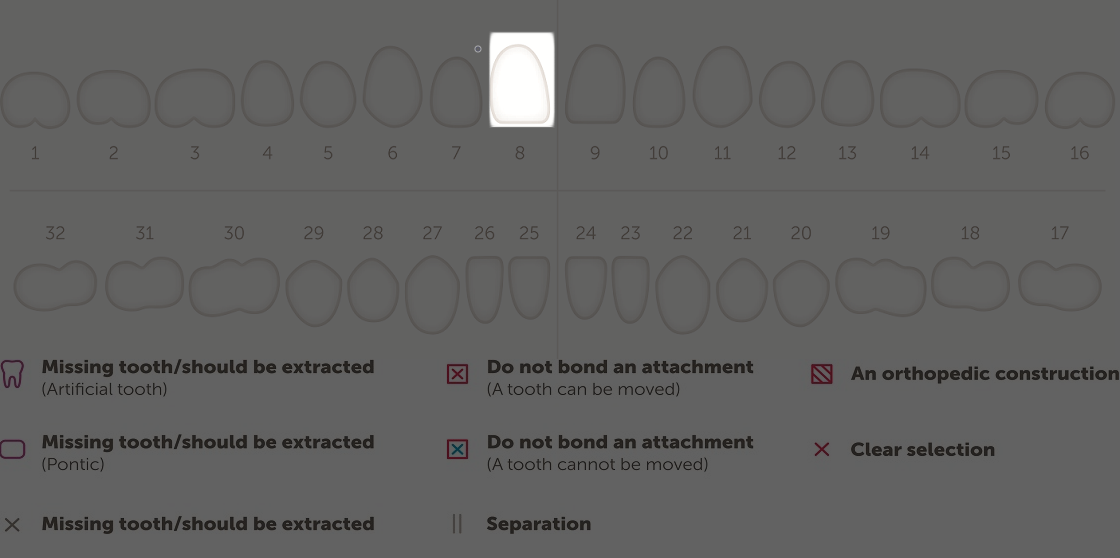 1 2 3 4 5 6 7 8 9 10 11 12 13 14 15 16
32 31 30 29 28 27 26 25 24 23 22 21 20 19 18 17
Missing tooth/should be extracted
(Artificial tooth)
Do not bond an attachment
(A tooth can be moved)
An orthopedic construction
Missing tooth/should be extracted
(Pontic)
Do not bond an attachment
(A tooth cannot be moved)
Clear selection
Missing tooth/should be extracted
Separation